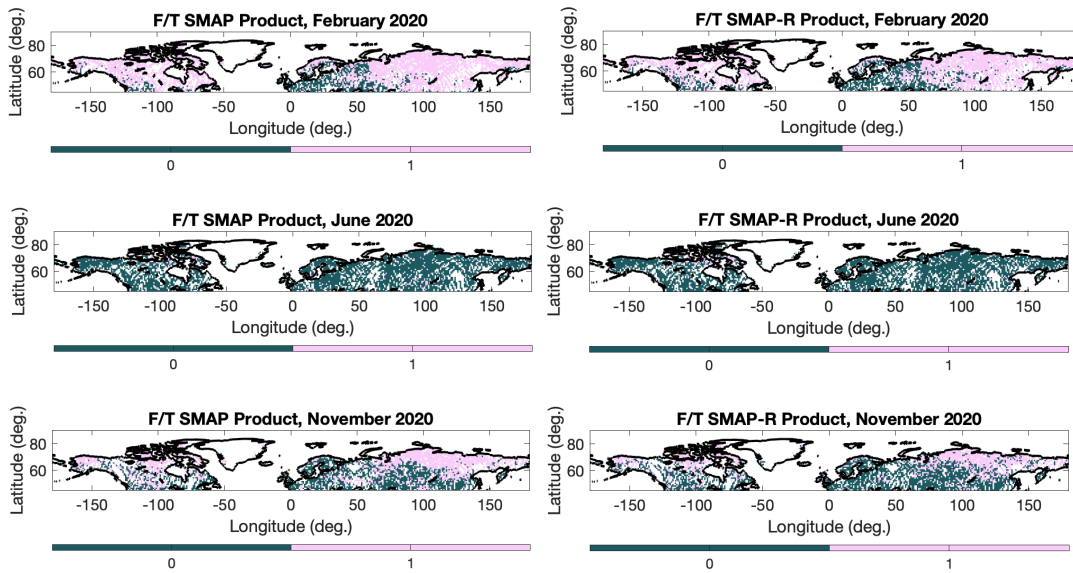 F/T SMAP Product, February 2020
80
60
Latitude (deg.)
-150 -100 -50 0 50 100 150
Longitude (deg.)
0 1
F/T SMAP-R Product, February 2020
80
60
Latitude (deg.)
-150 -100 -50 0 50 100 150
Longitude (deg.)
0 1
F/T SMAP Product, June 2020
80
60
Latitude (deg.)
-150 -100 -50 0 50 100 150
Longitude (deg.)
0 1
F/T SMAP-R Product, June 2020
80
60
Latitude (deg.)
-150 -100 -50 0 50 100 150
Longitude (deg.)
0 1
F/T SMAP Product, November 2020
80
60
Latitude (deg.)
-150 -100 -50 0 50 100 150
Longitude (deg.)
0 1
F/T SMAP-R Product, November 2020
80
60
Latitude (deg.)
-150 -100 -50 0 50 100 150
Longitude (deg.)
0 1